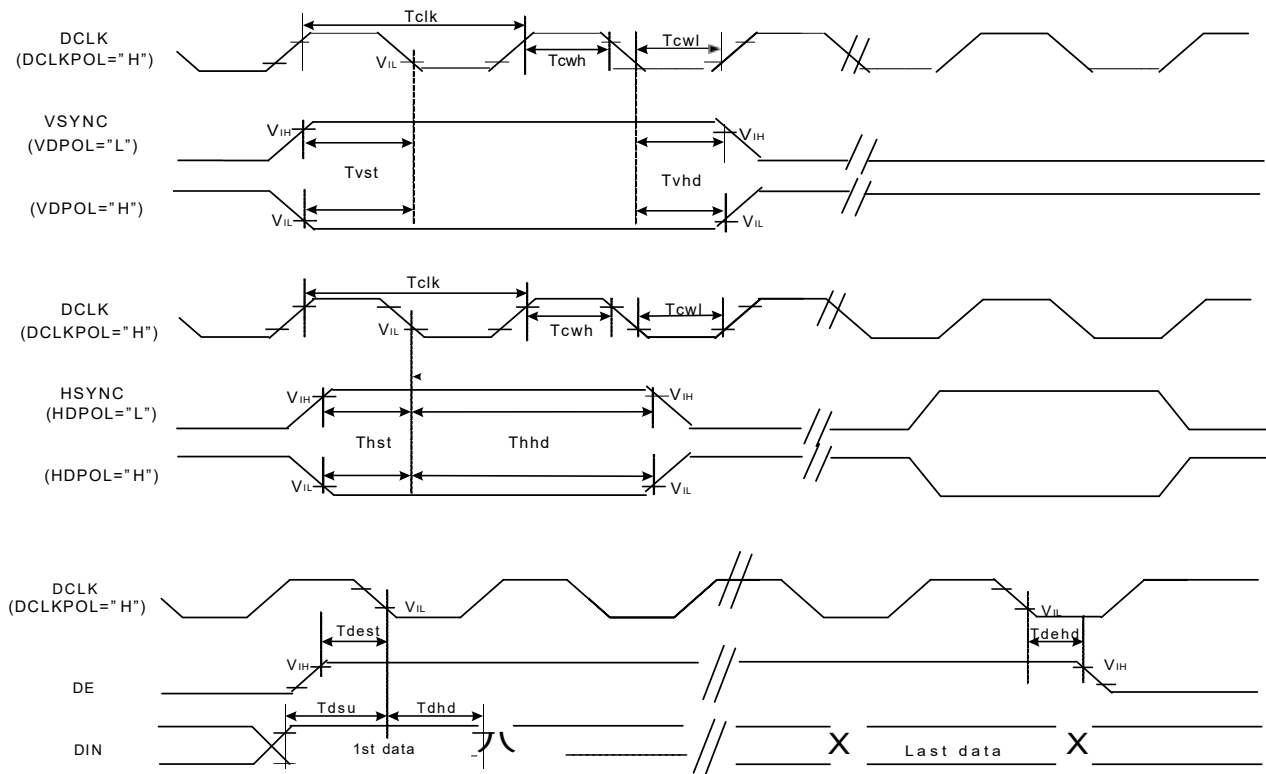 Tclk
DCLK
(DCLKPOL="H")
VIL
Tcwh
Tcwl
VSYNC
(VDPOL="L")
VIH
VIH
Tvst
Tvhd
(VDPOL="H")
VIL
VIL
Tclk
DCLK
(DCLKPOL="H")
VIL
Tcwh
Tcwl
HSYNC
(HDPOL="L")
VIH
VIH
Thst
Thhd
(HDPOL="H")
VIL
VIL
DCLK
(DCLKPOL="H")
VIL
VIL
Tdest
Tdehd
VIH
VIH
DE
Tdsu
Tdhd
DIN
1st data
Last data